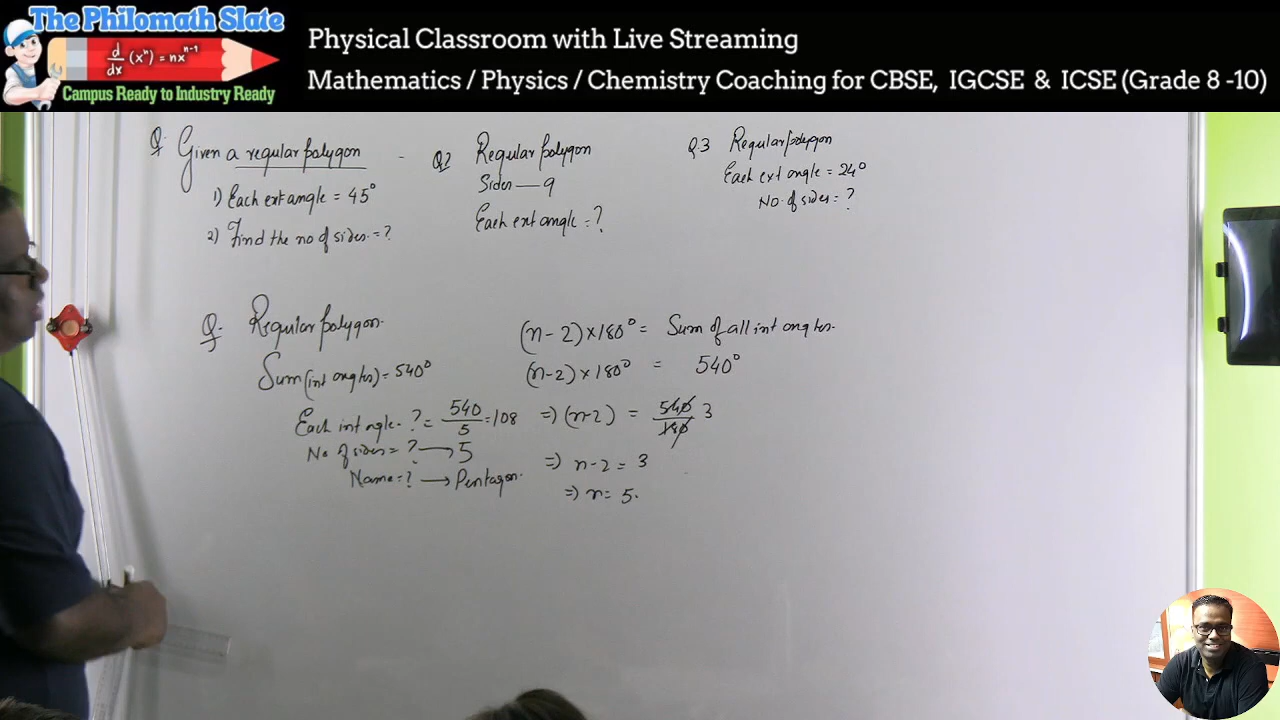 The Philomath Slate
d/dx (xⁿ) = nxⁿ⁻¹
Campus Ready to Industry Ready
Physical Classroom with Live Streaming
Mathematics / Physics / Chemistry Coaching for CBSE, IGCSE & ICSE (Grade 8 -10)
Q. Given a regular polygon
1) Each ext angle = 45°
2) Find the no of sides = ?
Q2 Regular polygon
Sides — 9
Each ext angle = ?
Q.3 Regular polygon
Each ext angle = 24°
No. of sides = ?
Q. Regular polygon.
Sum (int angles) = 540°
Each int angle = ? = 540/5 = 108
No of sides = ? → 5
Name = ? → Pentagon.
(n-2) × 180° = Sum of all int angles.
(n-2) × 180° = 540°
⇒ (n-2) = 540/180 3
⇒ n-2 = 3
⇒ n = 5.